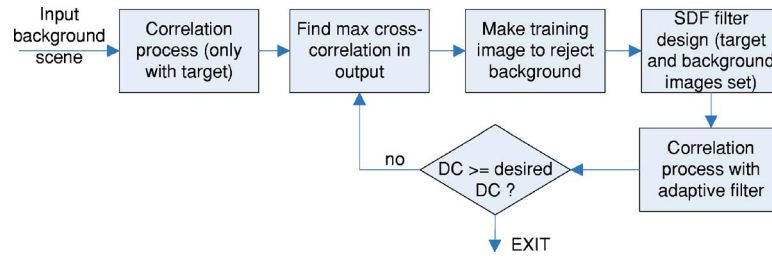 Input
background
scene
Correlation
process (only
with target)
Find max cross-
correlation in
output
Make training
image to reject
background
SDF filter
design (target
and background
images set)
Correlation
process with
adaptive filter
DC >= desired
DC ?
no
EXIT